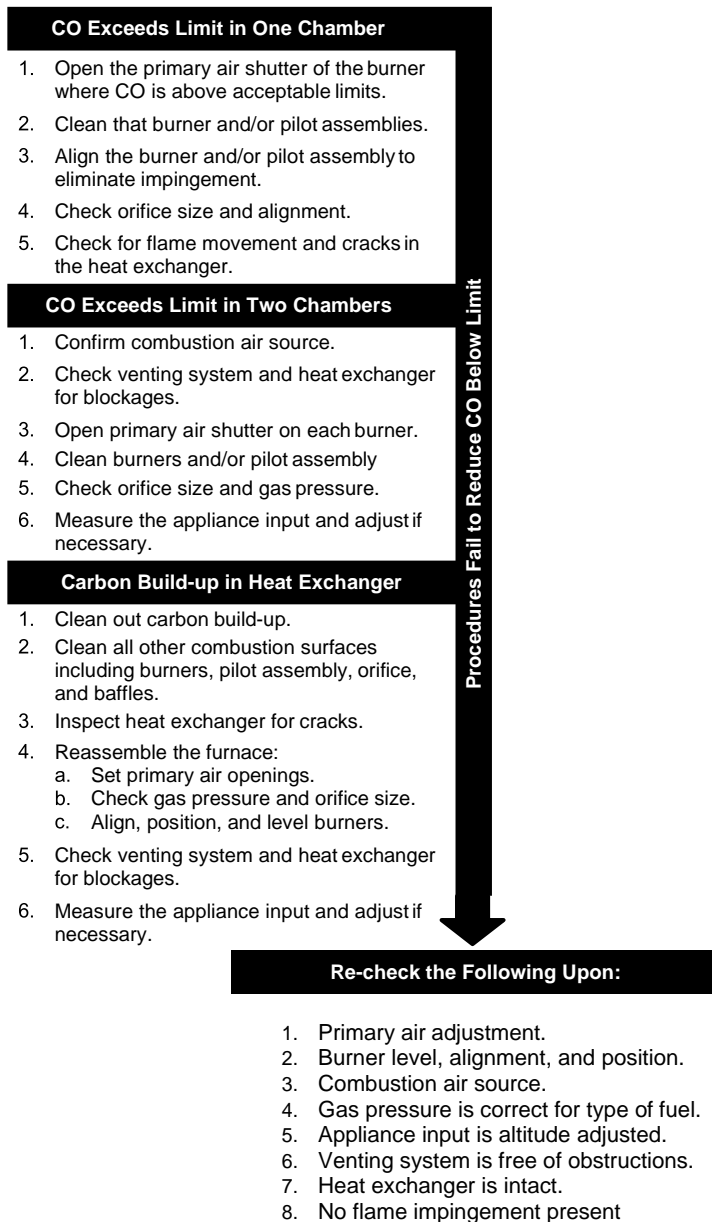 CO Exceeds Limit in One Chamber
1. Open the primary air shutter of the burner
where CO is above acceptable limits.
2. Clean that burner and/or pilot assemblies.
3. Align the burner and/or pilot assembly to
eliminate impingement.
4. Check orifice size and alignment.
5. Check for flame movement and cracks in
the heat exchanger.
CO Exceeds Limit in Two Chambers
1. Confirm combustion air source.
2. Check venting system and heat exchanger
for blockages.
3. Open primary air shutter on each burner.
4. Clean burners and/or pilot assembly
5. Check orifice size and gas pressure.
6. Measure the appliance input and adjust if
necessary.
Carbon Build-up in Heat Exchanger
1. Clean out carbon build-up.
2. Clean all other combustion surfaces
including burners, pilot assembly, orifice,
and baffles.
3. Inspect heat exchanger for cracks.
4. Reassemble the furnace:
a. Set primary air openings.
b. Check gas pressure and orifice size.
c. Align, position, and level burners.
5. Check venting system and heat exchanger
for blockages.
6. Measure the appliance input and adjust if
necessary.
Procedures Fail to Reduce CO Below Limit
Re-check the Following Upon:
1. Primary air adjustment.
2. Burner level, alignment, and position.
3. Combustion air source.
4. Gas pressure is correct for type of fuel.
5. Appliance input is altitude adjusted.
6. Venting system is free of obstructions.
7. Heat exchanger is intact.
8. No flame impingement present